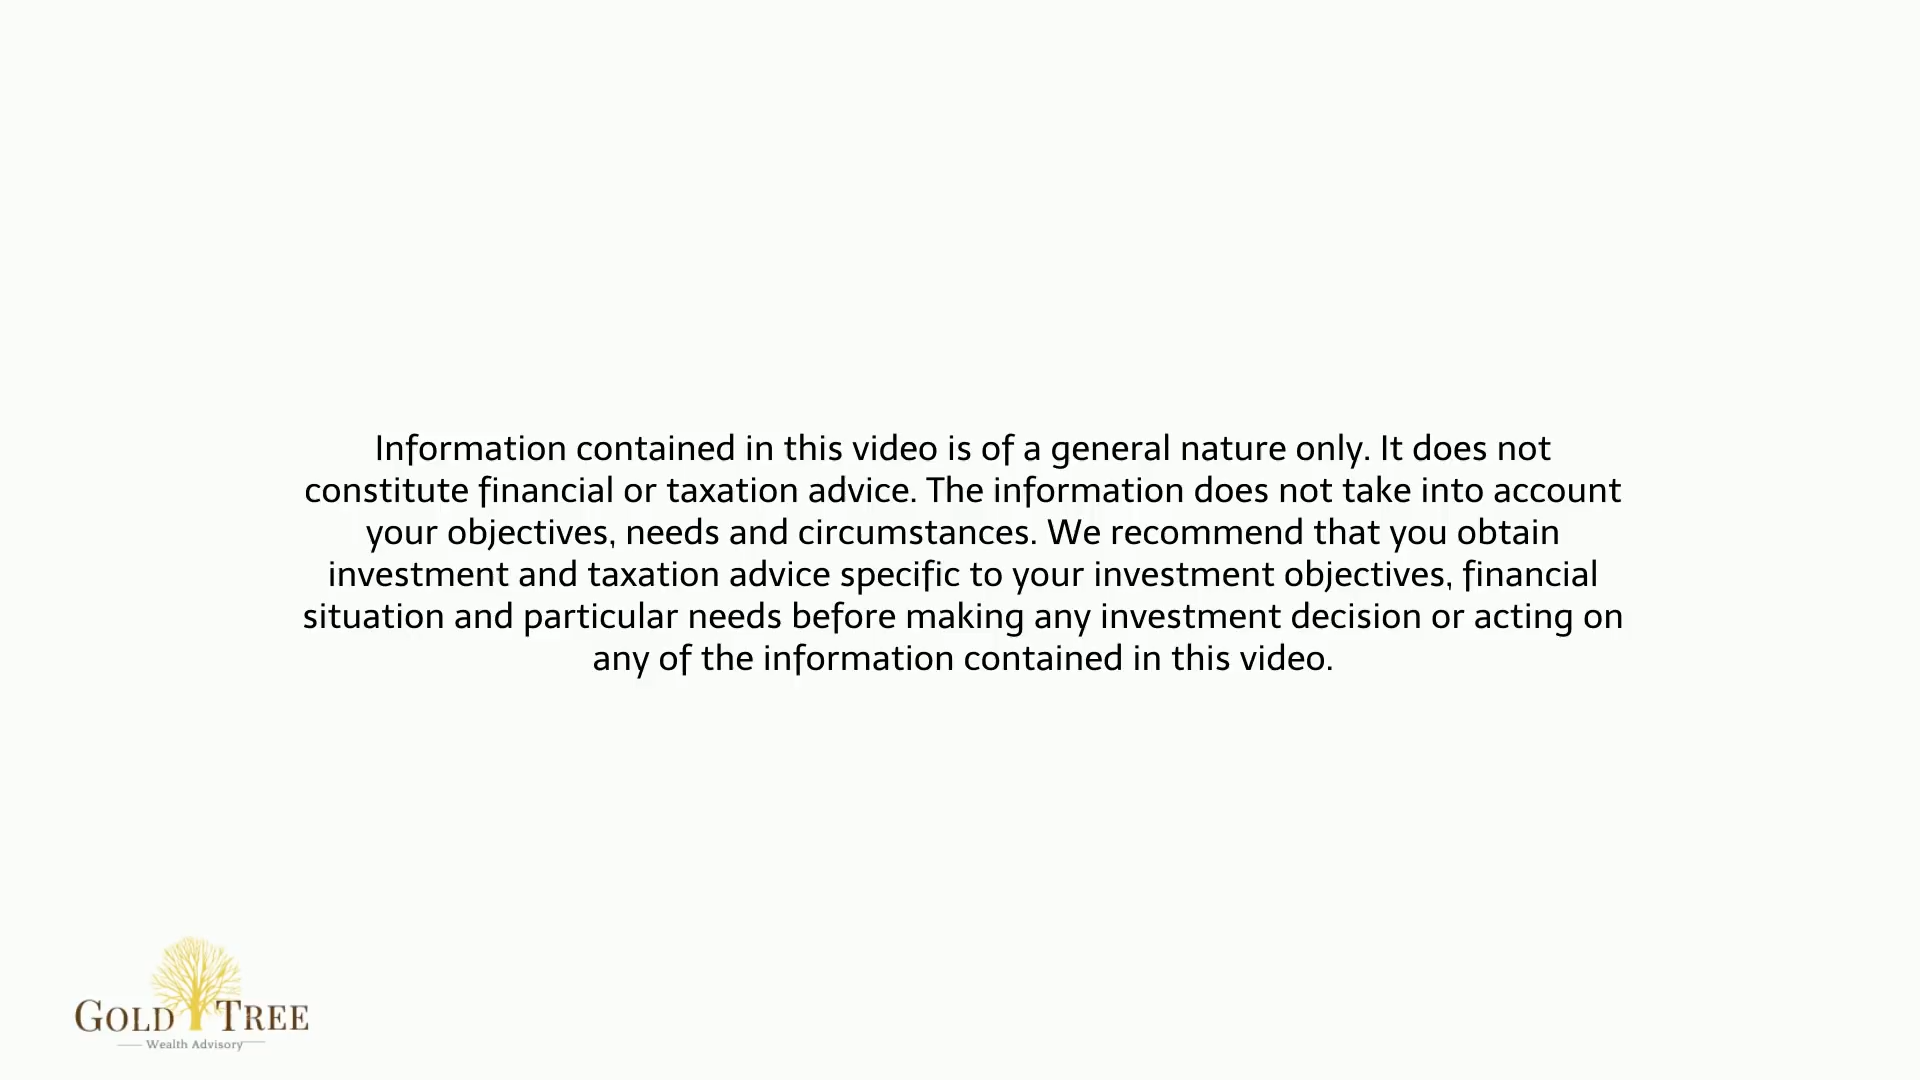 Information contained in this video is of a general nature only. It does not
constitute financial or taxation advice. The information does not take into account
your objectives, needs and circumstances. We recommend that you obtain
investment and taxation advice specific to your investment objectives, financial
situation and particular needs before making any investment decision or acting on
any of the information contained in this video.
GOLD TREE
Wealth Advisory